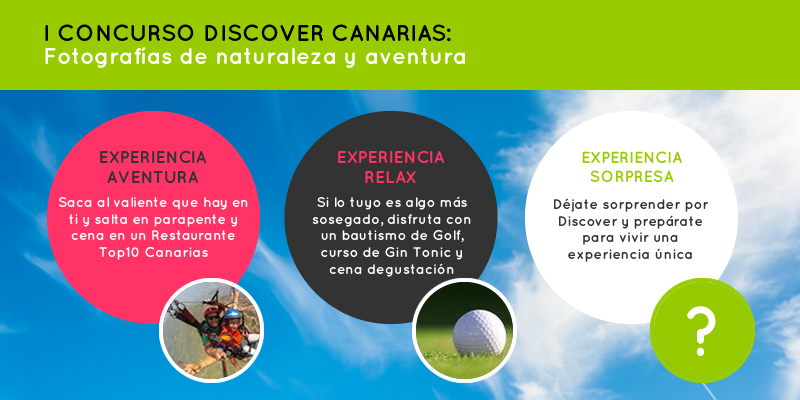 I CONCURSO DISCOVER CANARIAS:
Fotografías de naturaleza y aventura
EXPERIENCIA
AVENTURA
Saca al valiente que hay en
ti y salta en parapente y
cena en un Restaurante
Top10 Canarias
EXPERIENCIA
RELAX
Si lo tuyo es algo más
sosegado, disfruta con
un bautismo de Golf,
curso de Gin Tonic y
cena degustación
EXPERIENCIA
SORPRESA
Déjate sorprender por
Discover y prepárate
para vivir una
experiencia única
?